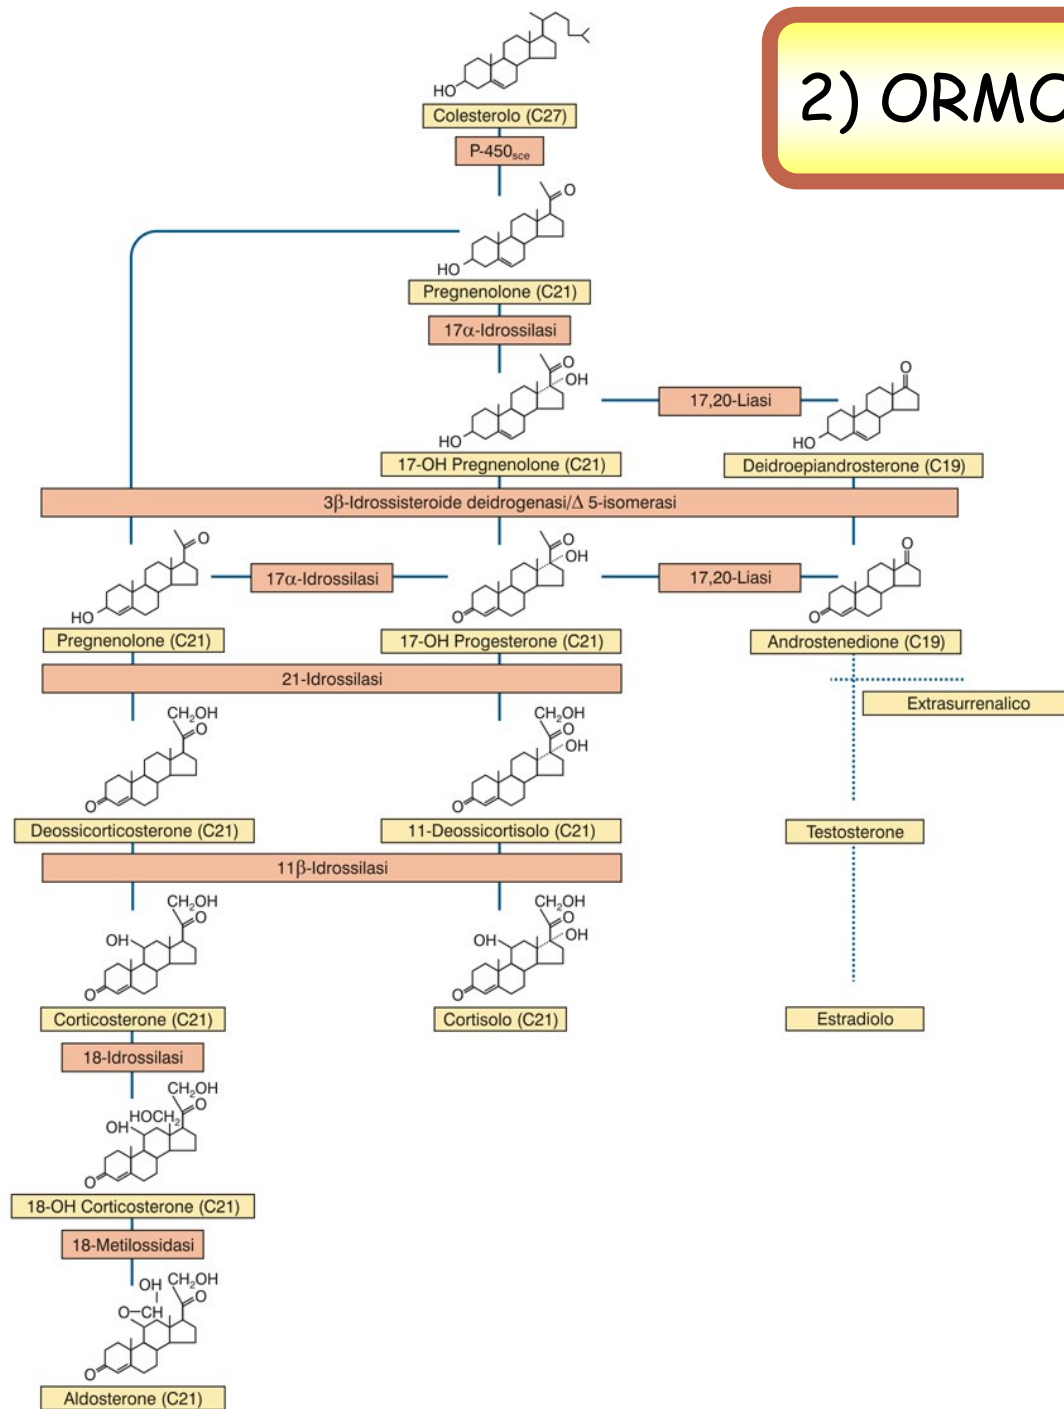 2) ORMO
HO
Colesterolo (C27)
P-450sce
O
HO
Pregnenolone (C21)
17α-Idrossilasi
O
OH
HO
17-OH Pregnenolone (C21)
17,20-Liasi
O
HO
Deidroepiandrosterone (C19)
3β-Idrossisteroide deidrogenasi/Δ 5-isomerasi
O
HO
Pregnenolone (C21)
17α-Idrossilasi
O
OH
O
17-OH Progesterone (C21)
17,20-Liasi
O
O
Androstenedione (C19)
21-Idrossilasi
Extrasurrenalico
CH2OH
O
O
Deossicorticosterone (C21)
CH2OH
O
OH
O
11-Deossicortisolo (C21)
Testosterone
11β-Idrossilasi
CH2OH
O
OH
O
Corticosterone (C21)
CH2OH
O
OH
OH
O
Cortisolo (C21)
Estradiolo
18-Idrossilasi
CH2OH
O
HOCH2
OH
O
18-OH Corticosterone (C21)
18-Metilossidasi
CH2OH
OH
O
O—CH
O
Aldosterone (C21)